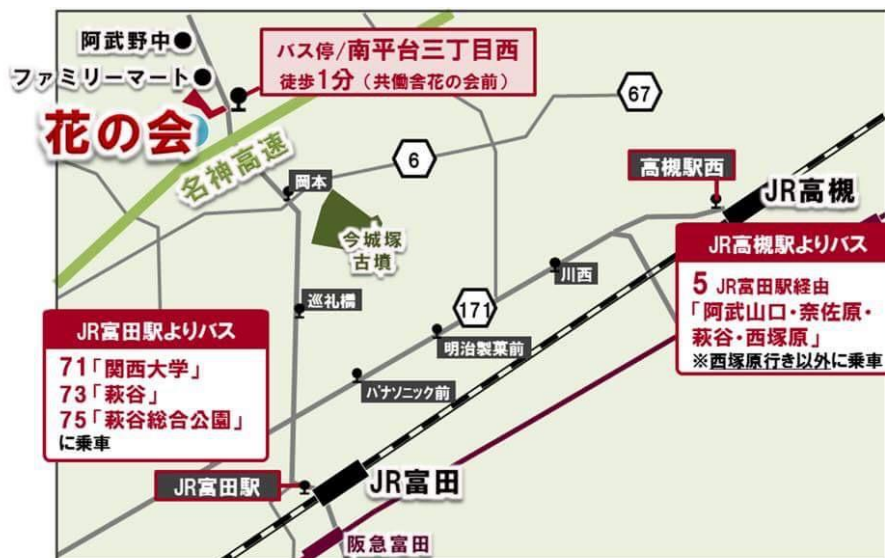 阿武野中
ファミリーマート
花の会
バス停/南平台三丁目西
徒歩1分（共働舎花の会前）
名神高速
67
6
岡本
高槻駅西
JR高槻
今城塚
古墳
川西
171
巡礼橋
明治製菓前
パナソニック前
JR高槻駅よりバス
5 JR富田駅経由
「阿武山口・奈佐原・
萩谷・西塚原」
※西塚原行き以外に乗車
JR富田駅よりバス
71「関西大学」
73「萩谷」
75「萩谷総合公園」
に乗車
JR富田駅
JR富田
阪急富田